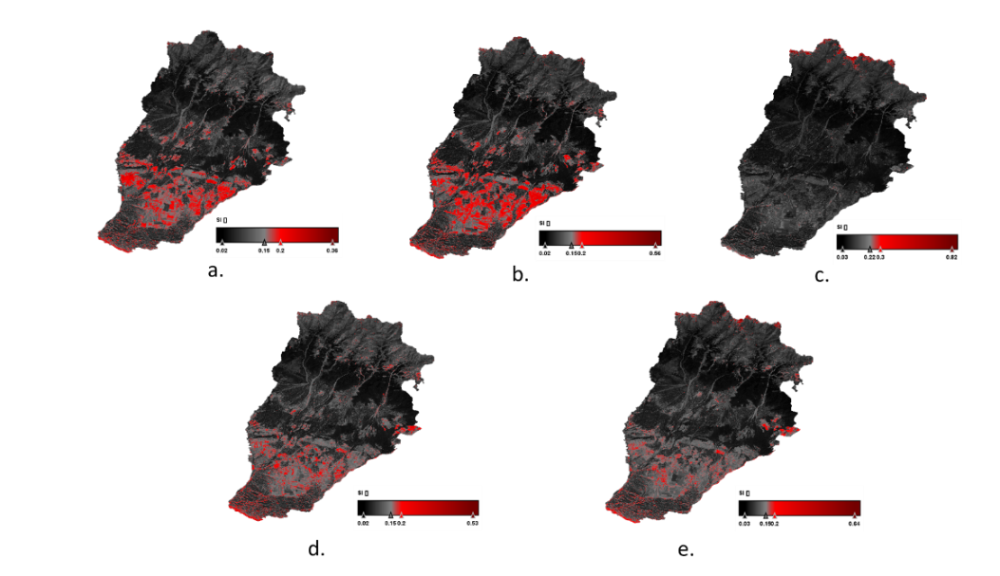 SI []
0.02 0.15 0.2 0.36
a.
SI []
0.02 0.15 0.2 0.56
b.
SI []
0.03 0.22 0.3 0.82
c.
SI []
0.02 0.15 0.2 0.53
d.
SI []
0.03 0.15 0.2 0.64
e.